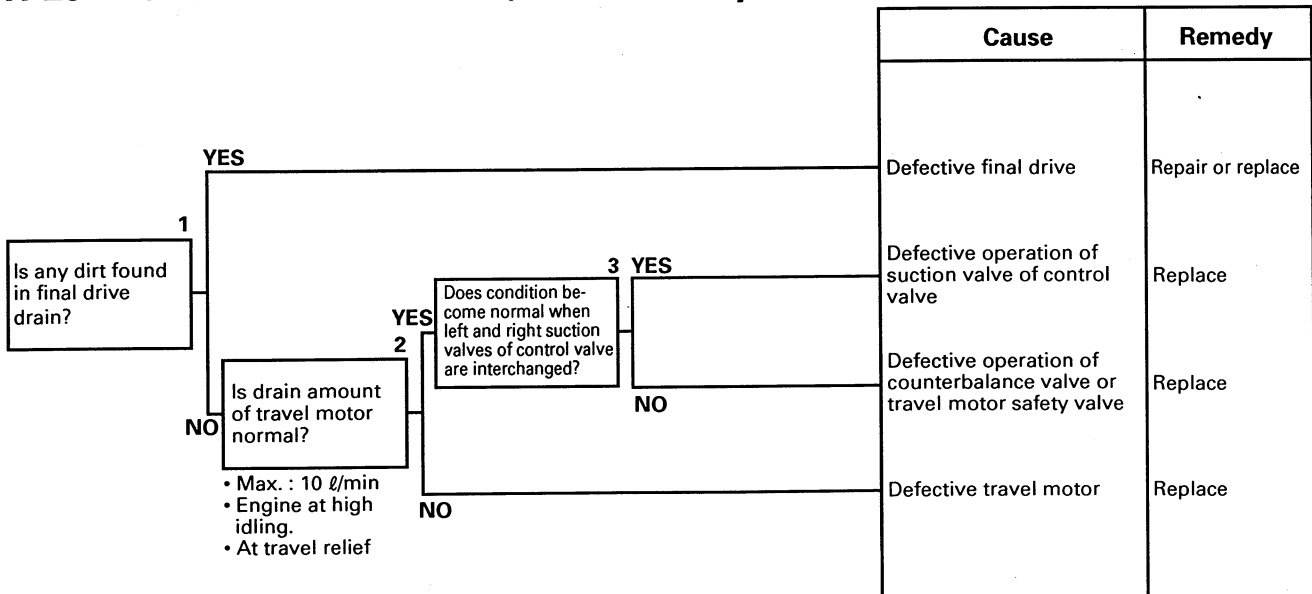 Cause
Remedy
YES
Defective final drive
Repair or replace
1
Is any dirt found
in final drive
drain?
3
YES
Defective operation of
suction valve of control
valve
Replace
Does condition be-
come normal when
left and right suction
valves of control valve
are interchanged?
YES
2
NO
Defective operation of
counterbalance valve or
travel motor safety valve
Replace
NO
Is drain amount
of travel motor
normal?
• Max. : 10 ℓ/min
• Engine at high
idling.
• At travel relief
NO
Defective travel motor
Replace